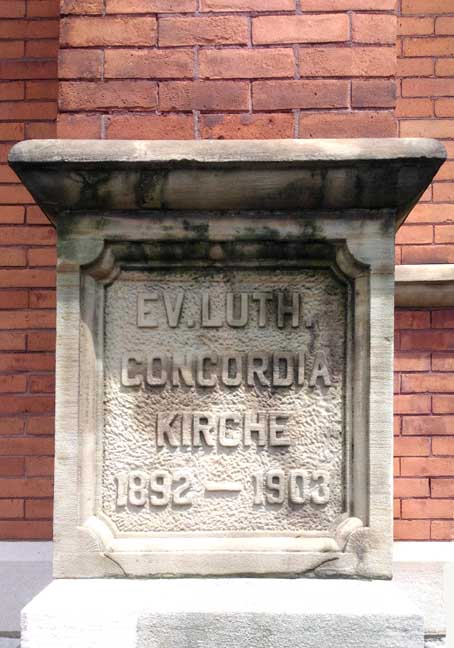 EV. LUTH.
CONCORDIA
KIRCHE
1892 — 1903